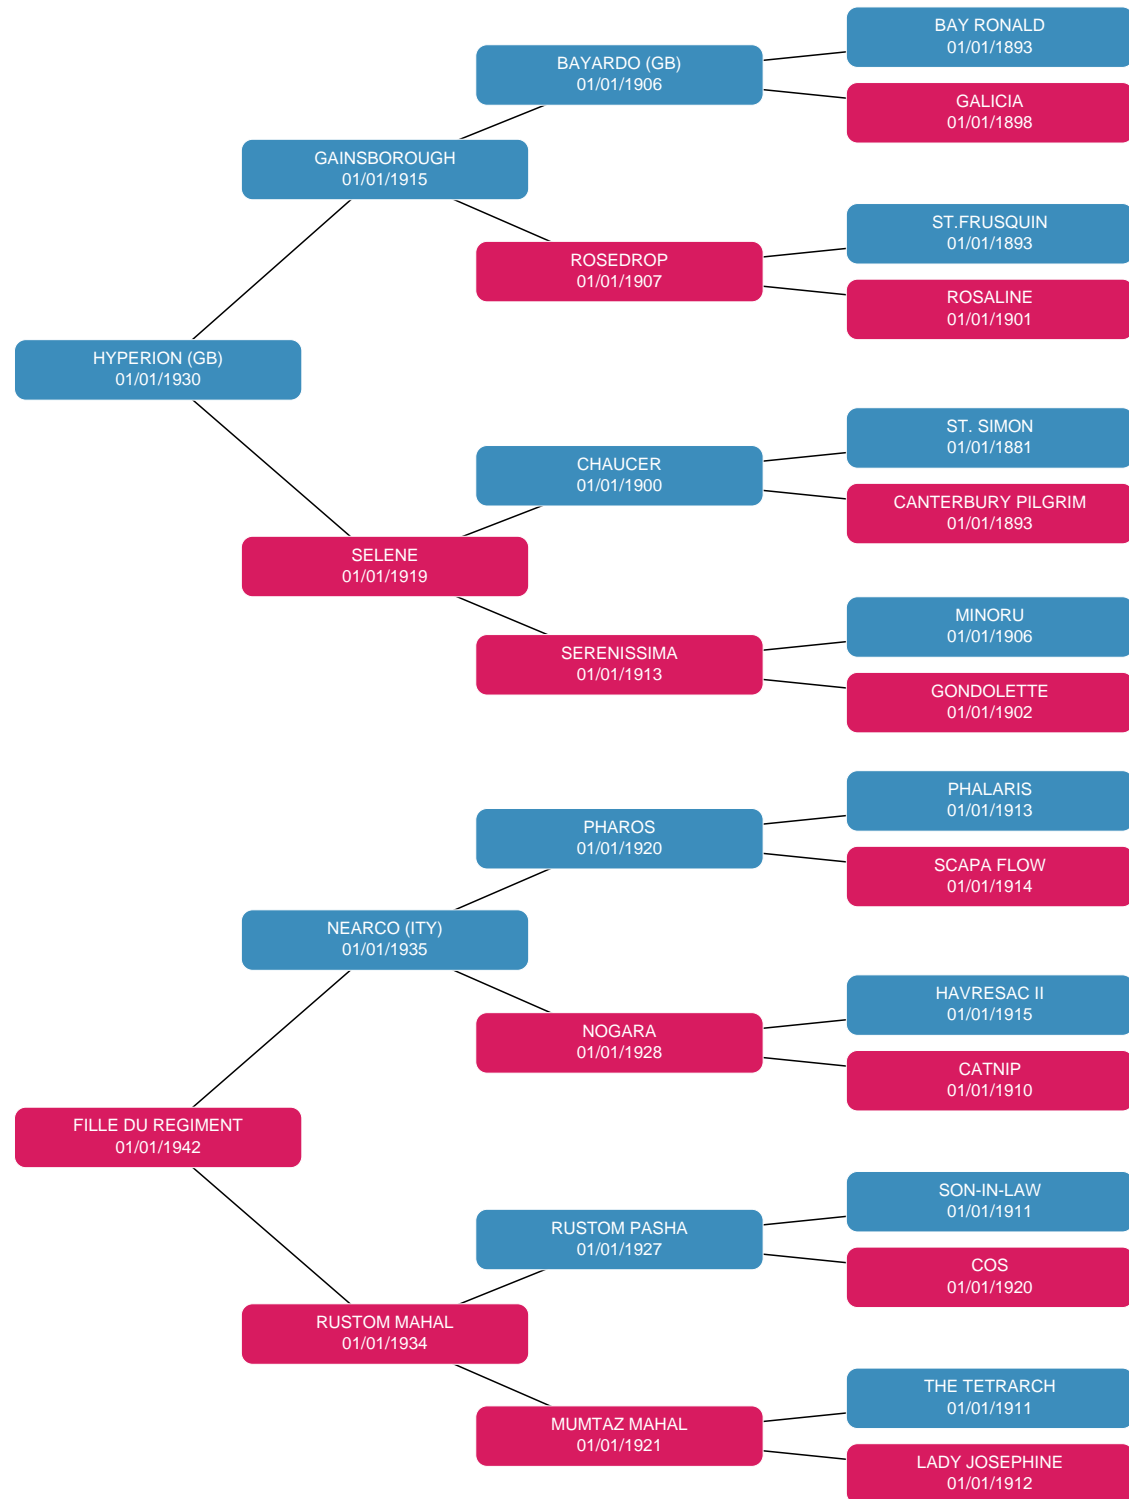 BAY RONALD
01/01/1893
BAYARDO (GB)
01/01/1906
GALICIA
01/01/1898
GAINSBOROUGH
01/01/1915
ST.FRUSQUIN
01/01/1893
ROSEDROP
01/01/1907
ROSALINE
01/01/1901
HYPERION (GB)
01/01/1930
ST. SIMON
01/01/1881
CHAUCER
01/01/1900
CANTERBURY PILGRIM
01/01/1893
SELENE
01/01/1919
MINORU
01/01/1906
SERENISSIMA
01/01/1913
GONDOLETTE
01/01/1902
PHALARIS
01/01/1913
PHAROS
01/01/1920
SCAPA FLOW
01/01/1914
NEARCO (ITY)
01/01/1935
HAVRESAC II
01/01/1915
NOGARA
01/01/1928
CATNIP
01/01/1910
FILLE DU REGIMENT
01/01/1942
SON-IN-LAW
01/01/1911
RUSTOM PASHA
01/01/1927
COS
01/01/1920
RUSTOM MAHAL
01/01/1934
THE TETRARCH
01/01/1911
MUMTAZ MAHAL
01/01/1921
LADY JOSEPHINE
01/01/1912